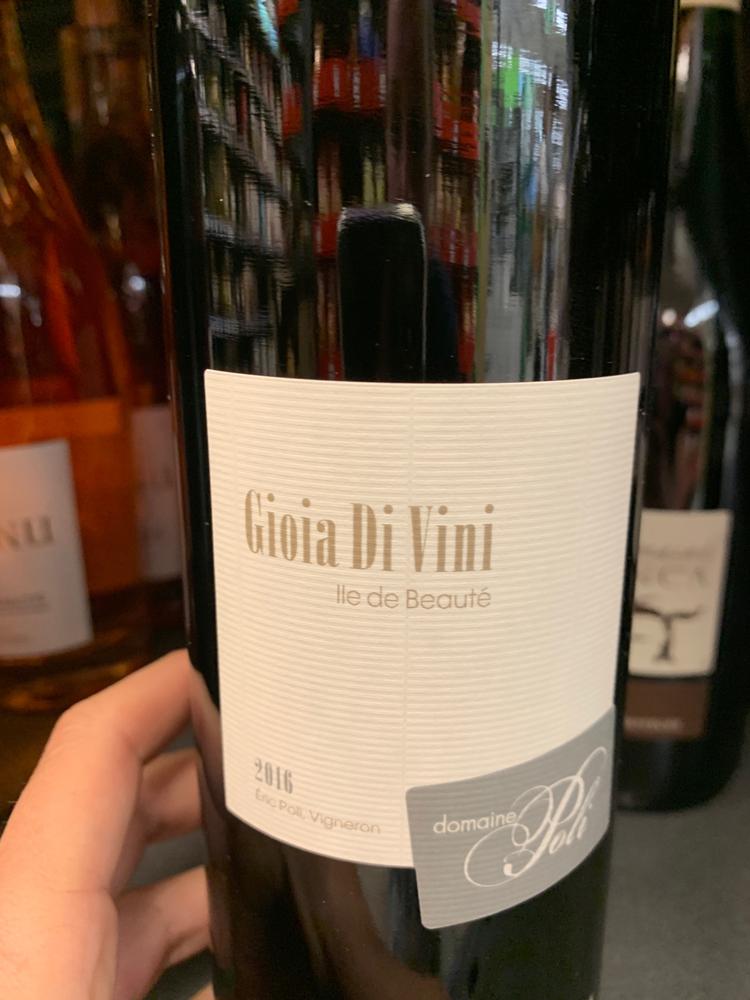 Gioia Di Vini
Ile de Beauté
2016
Éric Poli, Vigneron
domaine
Poli